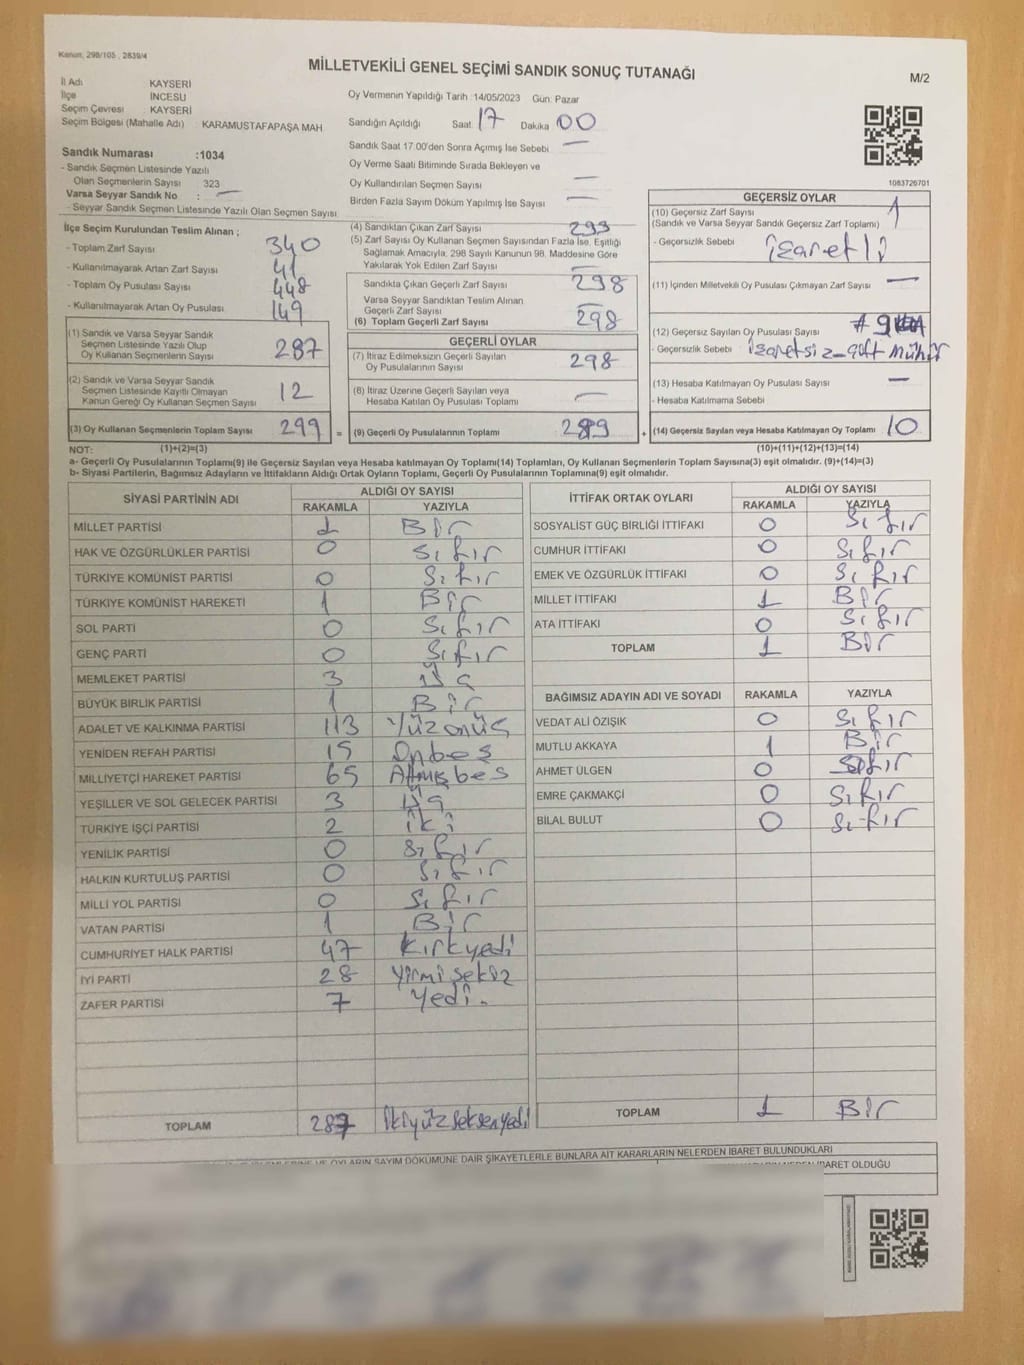 Kanun: 298/105 , 2839/4
MİLLETVEKİLİ GENEL SEÇİMİ SANDIK SONUÇ TUTANAĞI
M/2
İl Adı KAYSERİ
İlçe İNCESU
Seçim Çevresi KAYSERİ
Seçim Bölgesi (Mahalle Adı) KARAMUSTAFAPAŞA MAH
Sandık Numarası :1034
- Sandık Seçmen Listesinde Yazılı
Olan Seçmenlerin Sayısı 323
Varsa Seyyar Sandık No : —
- Seyyar Sandık Seçmen Listesinde Yazılı Olan Seçmen Sayısı
Oy Vermenin Yapıldığı Tarih :14/05/2023 Gün: Pazar
Sandığın Açıldığı Saat 17 Dakika 00
Sandık Saat 17.00'den Sonra Açılmış İse Sebebi —
Oy Verme Saati Bitiminde Sırada Bekleyen ve
Oy Kullandırılan Seçmen Sayısı —
Birden Fazla Sayım Döküm Yapılmış İse Sayısı —
1083726701
İlçe Seçim Kurulundan Teslim Alınan ;
- Toplam Zarf Sayısı 340
- Kullanılmayarak Artan Zarf Sayısı 41
- Toplam Oy Pusulası Sayısı 448
- Kullanılmayarak Artan Oy Pusulası 149
(1) Sandık ve Varsa Seyyar Sandık
Seçmen Listesinde Yazılı Olup
Oy Kullanan Seçmenlerin Sayısı 287
(2) Sandık ve Varsa Seyyar Sandık
Seçmen Listesinde Kayıtlı Olmayan
Kanun Gereği Oy Kullanan Seçmen Sayısı 12
(3) Oy Kullanan Seçmenlerin Toplam Sayısı 299 =
(4) Sandıktan Çıkan Zarf Sayısı 299
(5) Zarf Sayısı Oy Kullanan Seçmen Sayısından Fazla İse, Eşitliği
Sağlamak Amacıyla, 298 Sayılı Kanunun 98. Maddesine Göre
Yakılarak Yok Edilen Zarf Sayısı —
Sandıkta Çıkan Geçerli Zarf Sayısı 298
Varsa Seyyar Sandıktan Teslim Alınan
Geçerli Zarf Sayısı —
(6) Toplam Geçerli Zarf Sayısı 298
GEÇERLİ OYLAR
(7) İtiraz Edilmeksizin Geçerli Sayılan
Oy Pusulalarının Sayısı 298
(8) İtiraz Üzerine Geçerli Sayılan veya
Hesaba Katılan Oy Pusulası Toplamı —
(9) Geçerli Oy Pusulalarının Toplamı 289 +
GEÇERSİZ OYLAR
(10) Geçersiz Zarf Sayısı 1
(Sandık ve Varsa Seyyar Sandık Geçersiz Zarf Toplamı)
- Geçersizlik Sebebi işaretli
(11) İçinden Milletvekili Oy Pusulası Çıkmayan Zarf Sayısı —
(12) Geçersiz Sayılan Oy Pusulası Sayısı 9
- Geçersizlik Sebebi işaretsiz-çift mühür
(13) Hesaba Katılmayan Oy Pusulası Sayısı —
- Hesaba Katılmama Sebebi
(14) Geçersiz Sayılan veya Hesaba Katılmayan Oy Toplamı 10
NOT: (1)+(2)=(3) (10)+(11)+(12)+(13)=(14)
a- Geçerli Oy Pusulalarının Toplamı(9) ile Geçersiz Sayılan veya Hesaba katılmayan Oy Toplamı(14) Toplamları, Oy Kullanan Seçmenlerin Toplam Sayısına(3) eşit olmalıdır. (9)+(14)=(3)
b- Siyasi Partilerin, Bağımsız Adayların ve İttifakların Aldığı Ortak Oyların Toplamı, Geçerli Oy Pusulalarının Toplamına(9) eşit olmalıdır.
SİYASİ PARTİNİN ADI ALDIĞI OY SAYISI
RAKAMLA YAZIYLA
MİLLET PARTİSİ 1 Bir
HAK VE ÖZGÜRLÜKLER PARTİSİ 0 Sıfır
TÜRKİYE KOMÜNİST PARTİSİ 0 Sıfır
TÜRKİYE KOMÜNİST HAREKETİ 1 Bir
SOL PARTİ 0 Sıfır
GENÇ PARTİ 0 Sıfır
MEMLEKET PARTİSİ 3 üç
BÜYÜK BİRLİK PARTİSİ 1 Bir
ADALET VE KALKINMA PARTİSİ 113 Yüzonüç
YENİDEN REFAH PARTİSİ 15 Onbeş
MİLLİYETÇİ HAREKET PARTİSİ 65 Altmışbeş
YEŞİLLER VE SOL GELECEK PARTİSİ 3 üç
TÜRKİYE İŞÇİ PARTİSİ 2 iki
YENİLİK PARTİSİ 0 Sıfır
HALKIN KURTULUŞ PARTİSİ 0 Sıfır
MİLLİ YOL PARTİSİ 0 Sıfır
VATAN PARTİSİ 1 Bir
CUMHURİYET HALK PARTİSİ 47 Kırkyedi
İYİ PARTİ 28 Yirmisekiz
ZAFER PARTİSİ 7 Yedi.
TOPLAM 287 İkiyüzseksenyedi
İTTİFAK ORTAK OYLARI ALDIĞI OY SAYISI
RAKAMLA YAZIYLA
SOSYALİST GÜÇ BİRLİĞİ İTTİFAKI 0 Sıfır
CUMHUR İTTİFAKI 0 Sıfır
EMEK VE ÖZGÜRLÜK İTTİFAKI 0 Sıfır
MİLLET İTTİFAKI 1 Bir
ATA İTTİFAKI 0 Sıfır
TOPLAM 1 Bir
BAĞIMSIZ ADAYIN ADI VE SOYADI RAKAMLA YAZIYLA
VEDAT ALİ ÖZIŞIK 0 Sıfır
MUTLU AKKAYA 1 Bir
AHMET ÜLGEN 0 Sıfır
EMRE ÇAKMAKÇİ 0 Sıfır
BİLAL BULUT 0 Sıfır
TOPLAM 1 Bir
OYLARIN SAYIM DÖKÜMÜNE DAİR ŞİKAYETLERLE BUNLARA AİT KARARLARIN NELERDEN İBARET BULUNDUKLARI
İBARET OLDUĞU